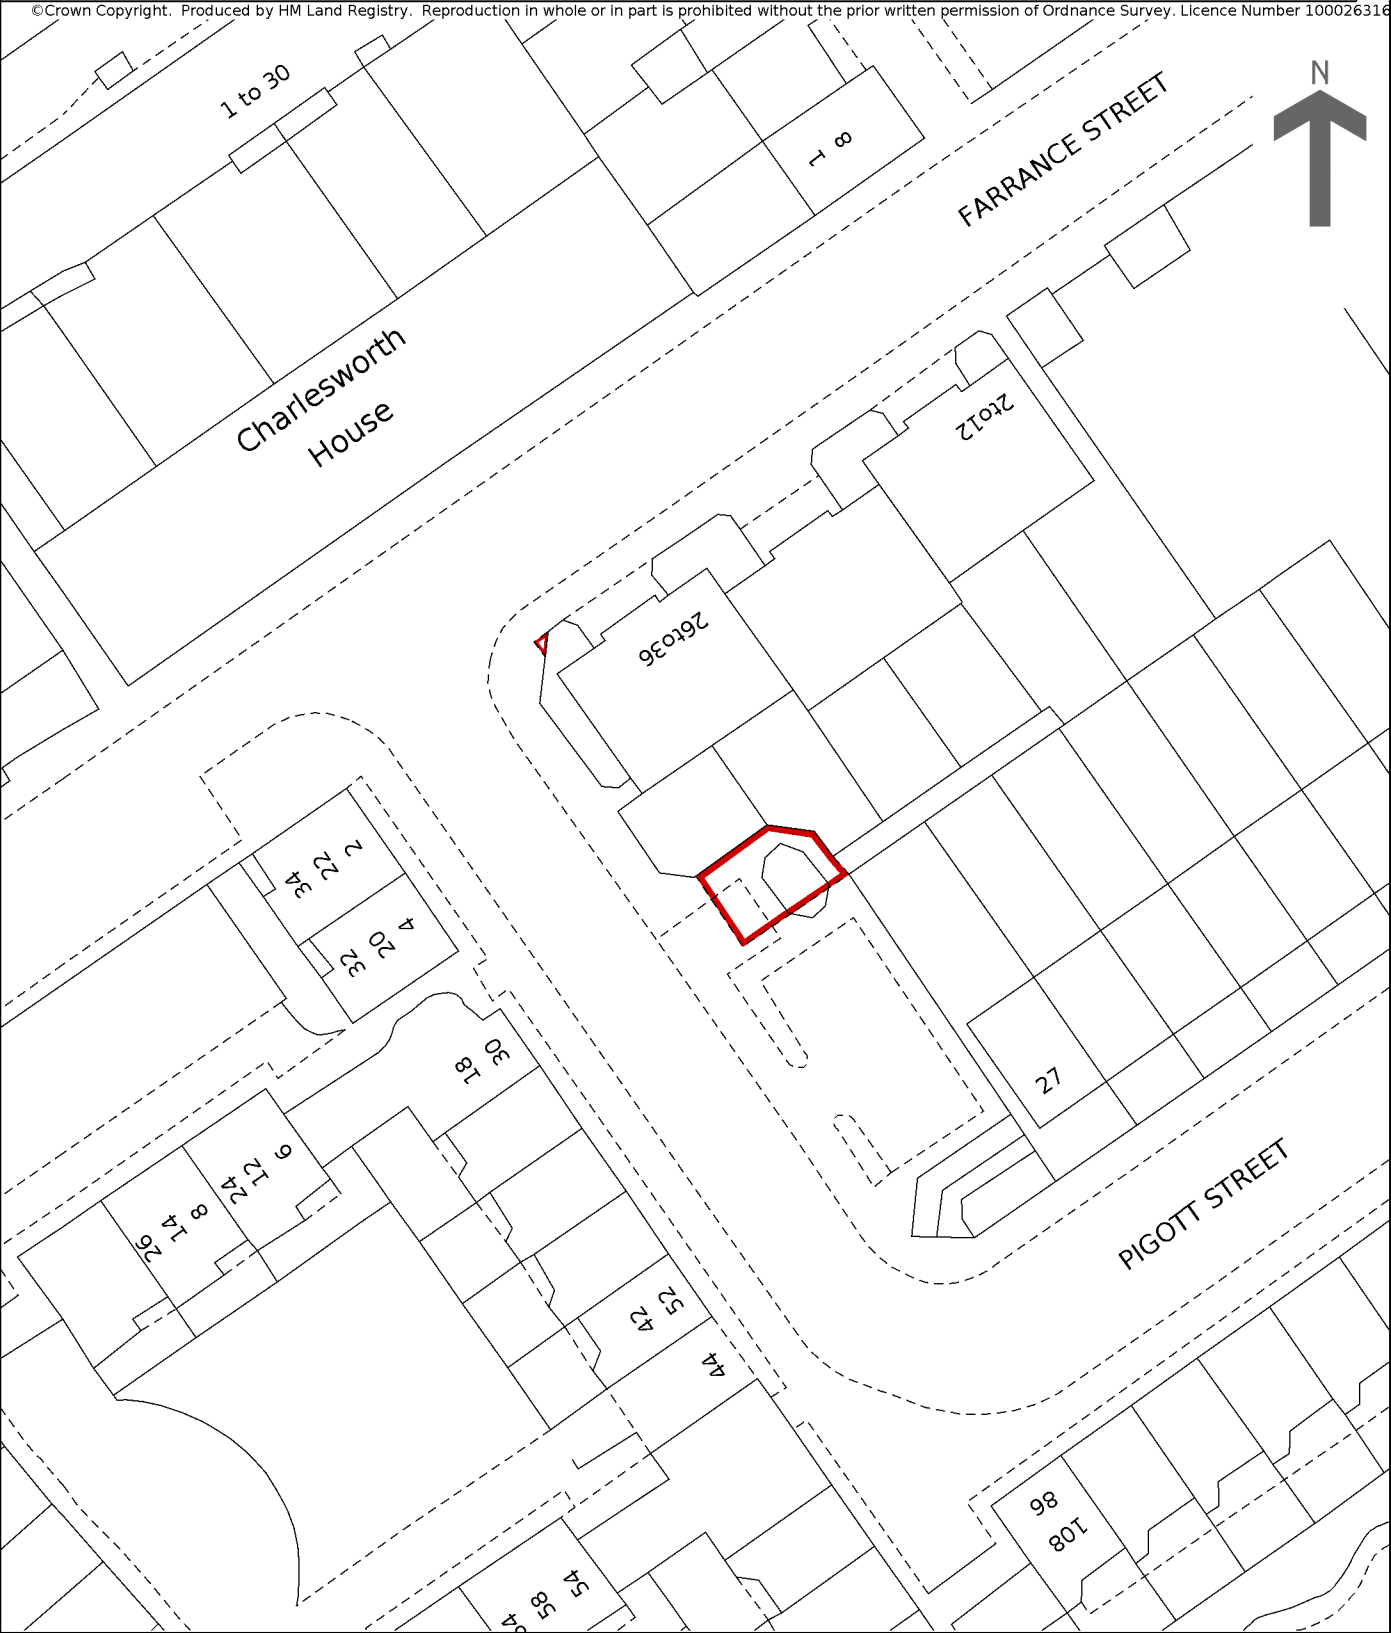 ©Crown Copyright. Produced by HM Land Registry. Reproduction in whole or in part is prohibited without the prior written permission of Ordnance Survey. Licence Number 100026316
N
1 to 30
FARRANCE STREET
1 8
Charlesworth
House
2to12
26to36
2
22
34
4
20
32
30
18
27
6
12
24
8
14
26
PIGOTT STREET
52
42
44
86
108
54
58